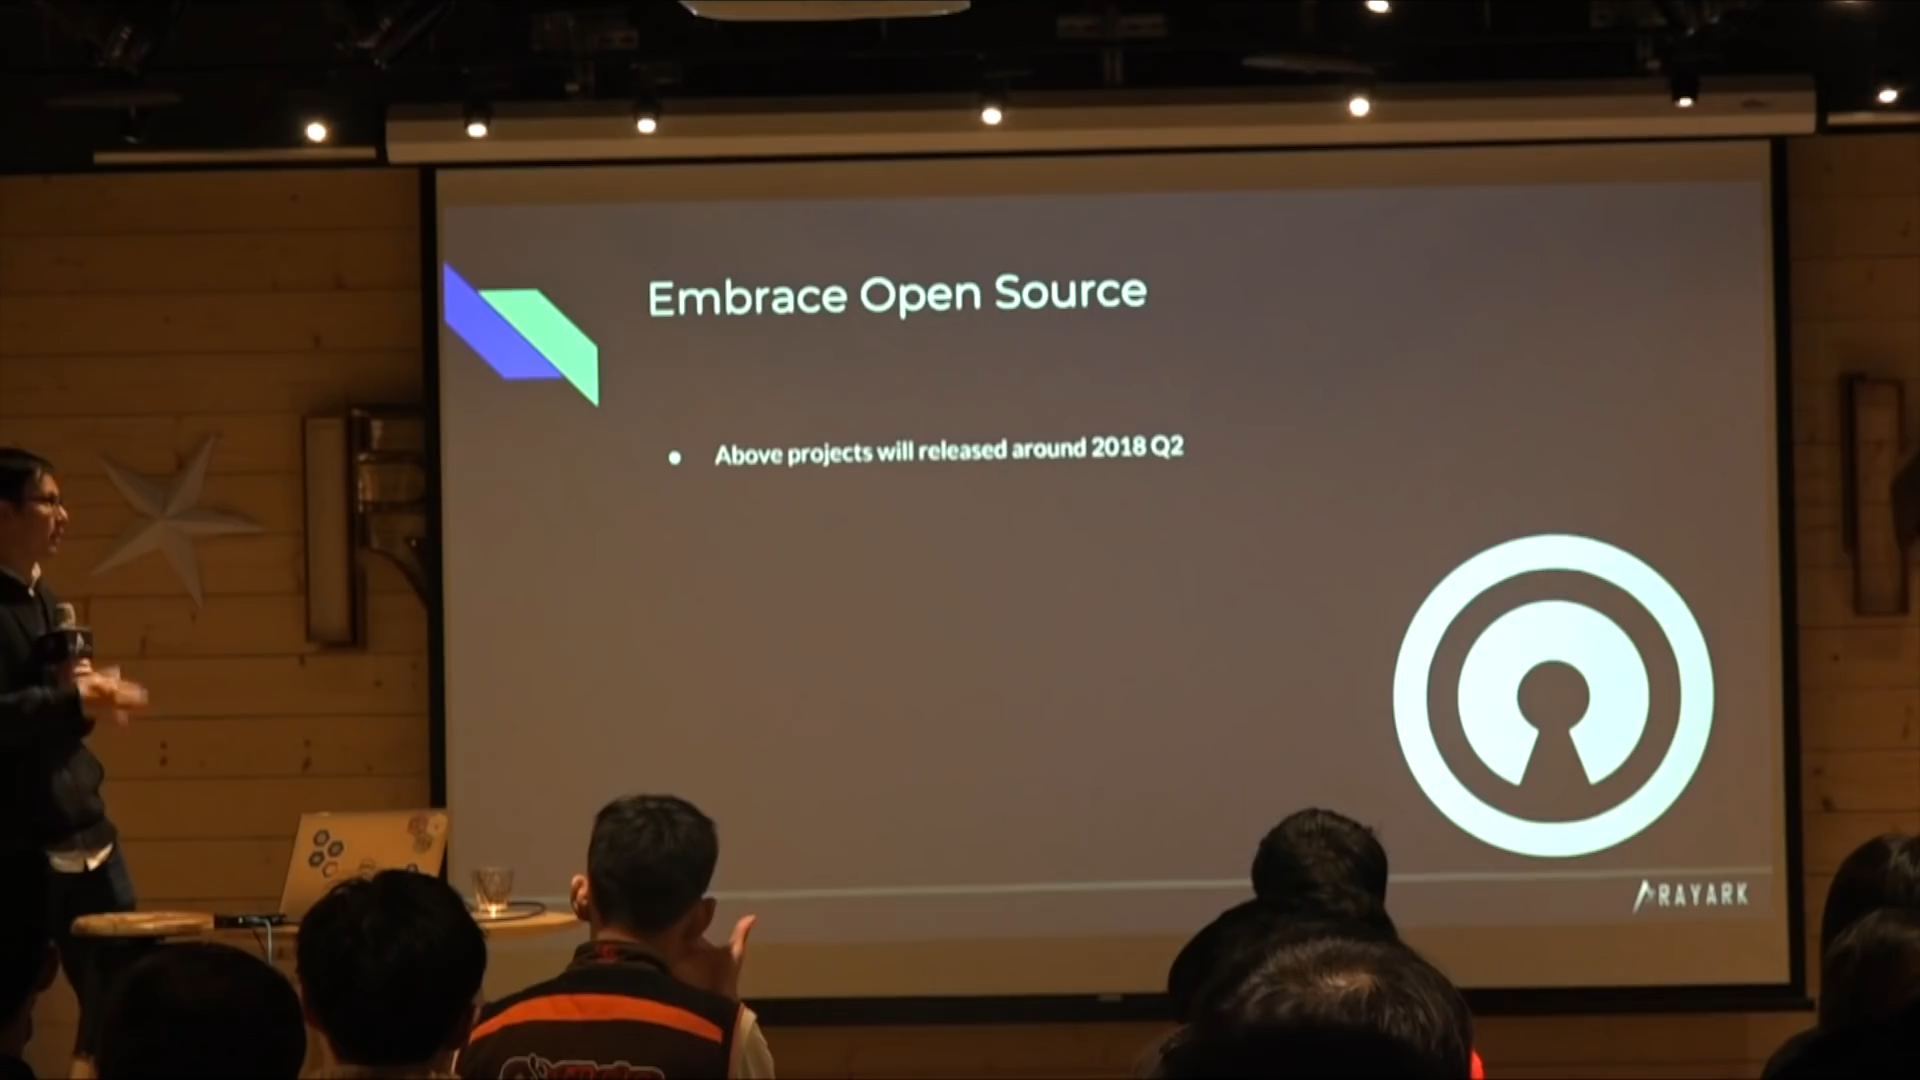 Embrace Open Source
● Above projects will released around 2018 Q2
RAYARK